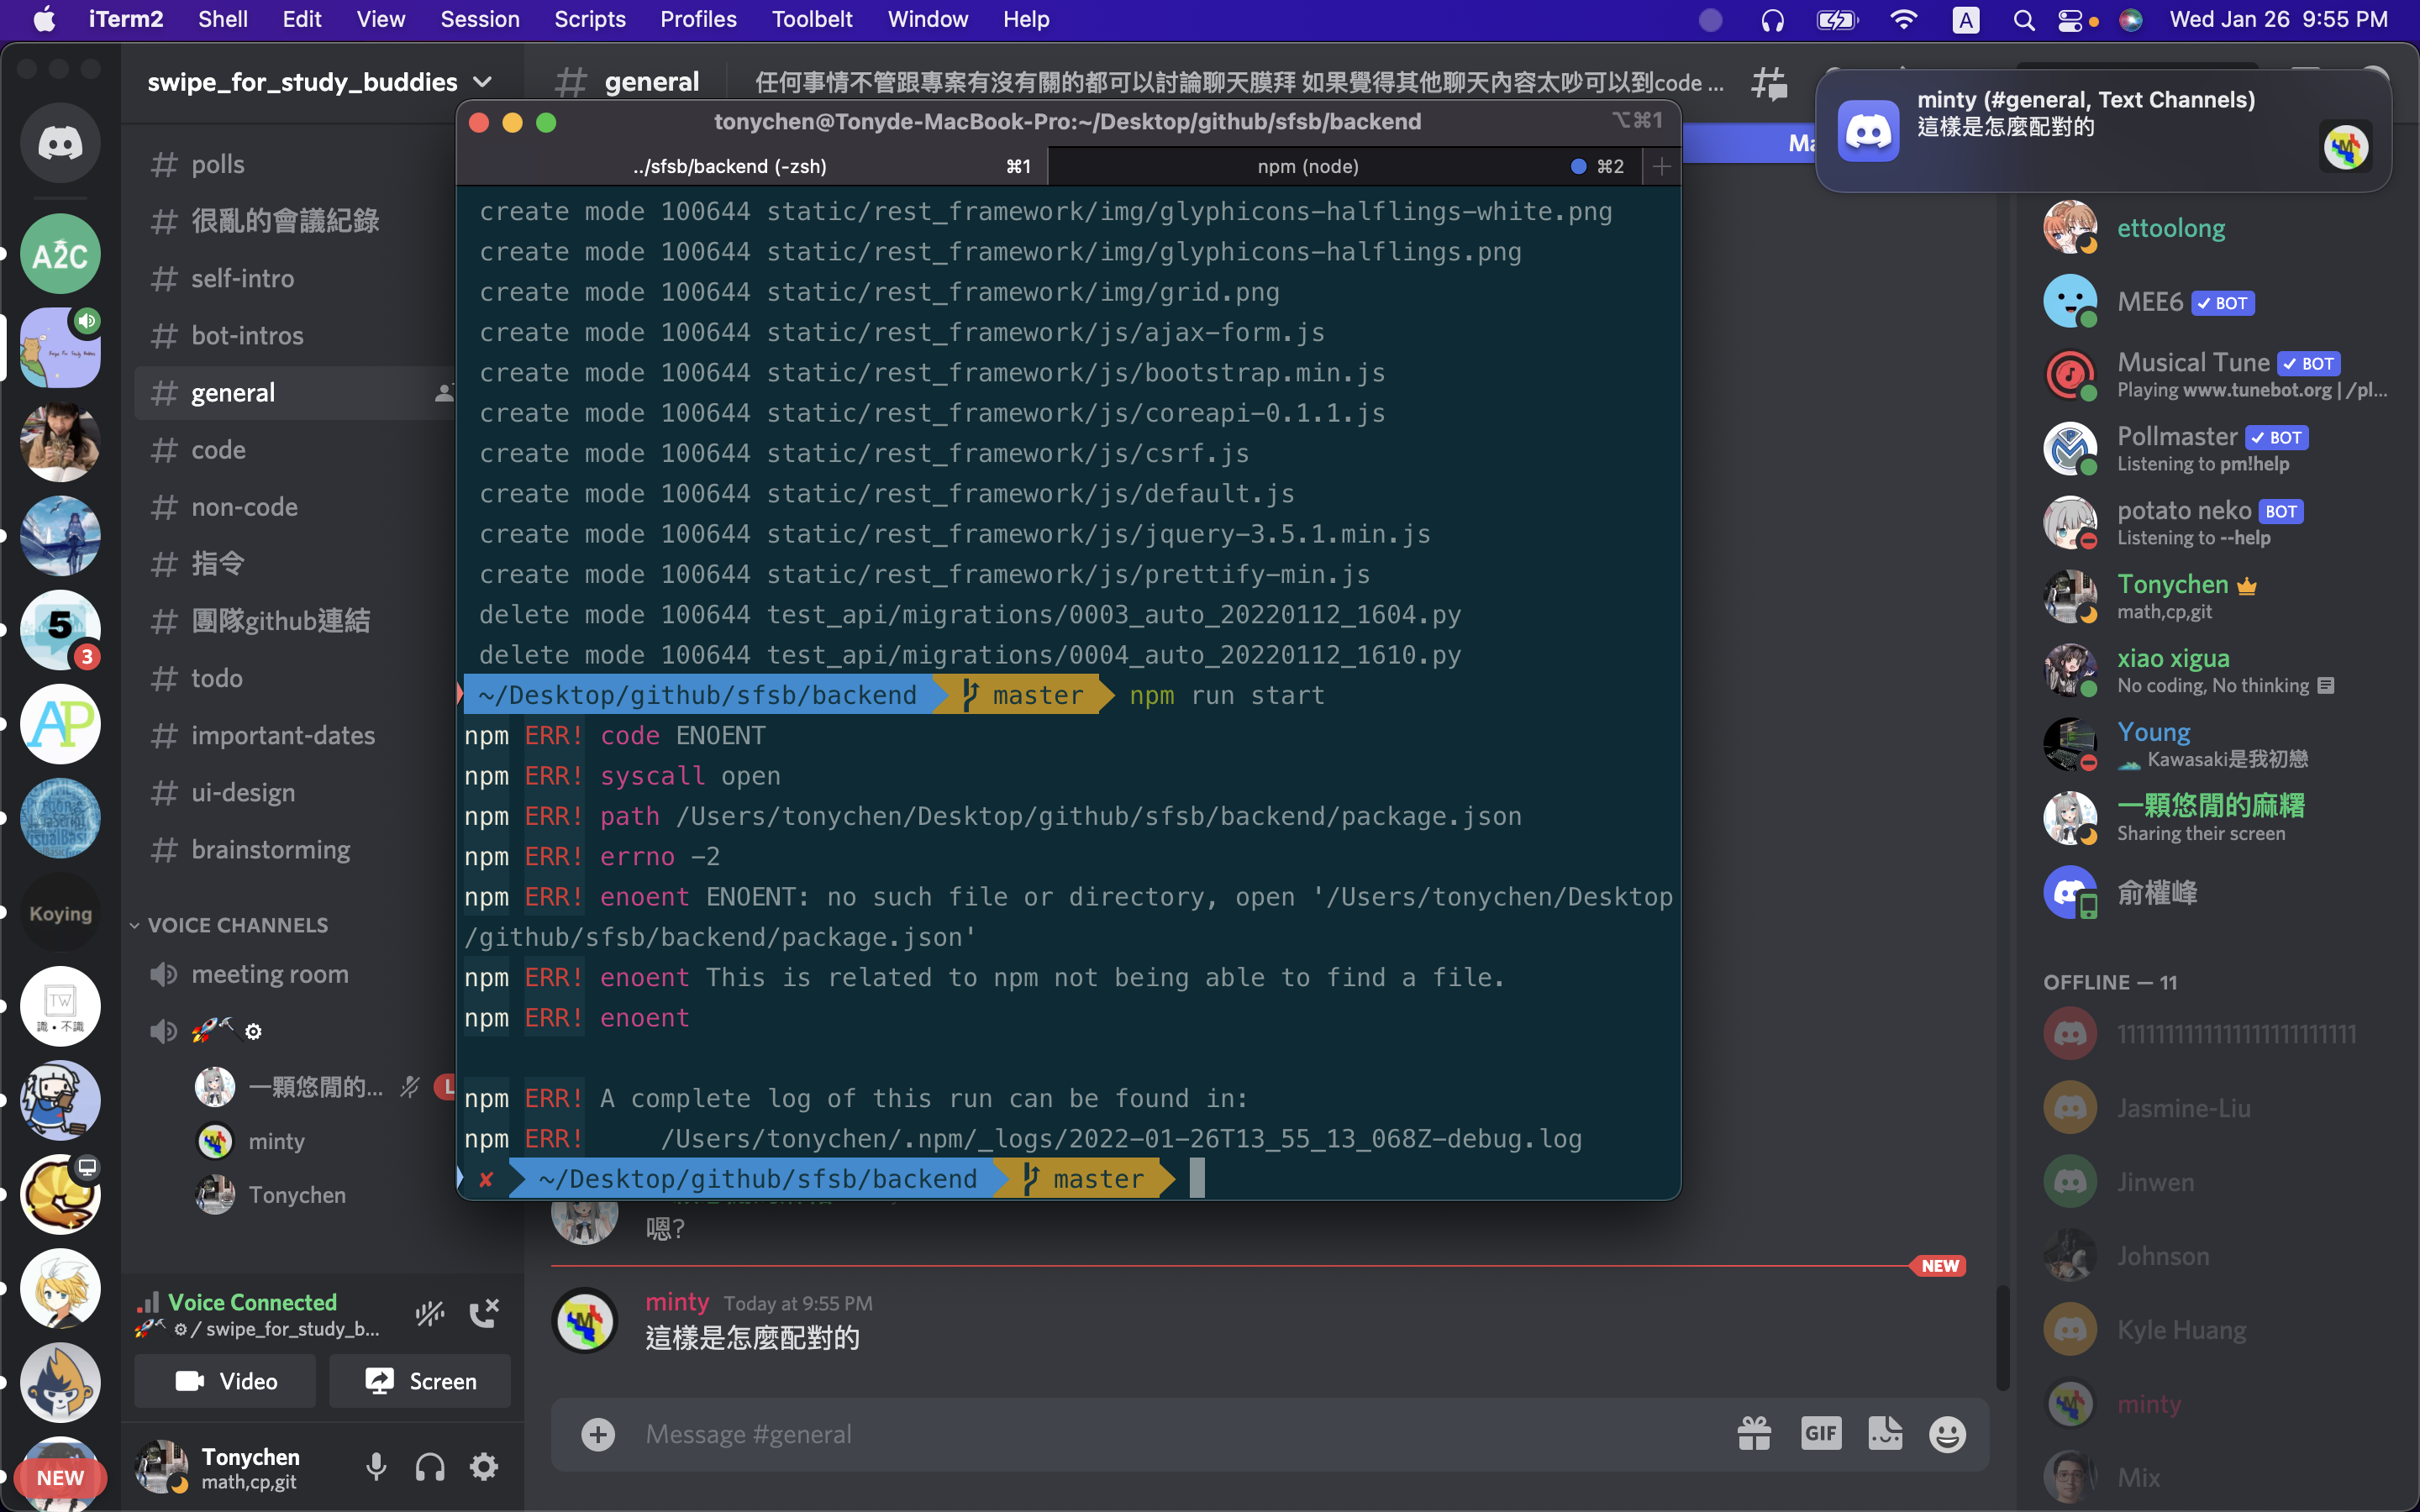 iTerm2 Shell Edit View Session Scripts Profiles Toolbelt Window Help
A
Wed Jan 26 9:55 PM
A2C
5
3
AP
Koying
TW
識・不識
NEW
swipe_for_study_buddies
# polls
# 很亂的會議紀錄
# self-intro
# bot-intros
# general
# code
# non-code
# 指令
# 團隊github連結
# todo
# important-dates
# ui-design
# brainstorming
VOICE CHANNELS
meeting room
一顆悠閒的...
L
minty
Tonychen
Voice Connected
/ swipe_for_study_b...
Video
Screen
Tonychen
math,cp,git
# general
任何事情不管跟專案有沒有關的都可以討論聊天膜拜 如果覺得其他聊天內容太吵可以到code ...
Ma
tonychen@Tonyde-MacBook-Pro:~/Desktop/github/sfsb/backend
⌥⌘1
../sfsb/backend (-zsh) ⌘1
npm (node) ⌘2
create mode 100644 static/rest_framework/img/glyphicons-halflings-white.png
create mode 100644 static/rest_framework/img/glyphicons-halflings.png
create mode 100644 static/rest_framework/img/grid.png
create mode 100644 static/rest_framework/js/ajax-form.js
create mode 100644 static/rest_framework/js/bootstrap.min.js
create mode 100644 static/rest_framework/js/coreapi-0.1.1.js
create mode 100644 static/rest_framework/js/csrf.js
create mode 100644 static/rest_framework/js/default.js
create mode 100644 static/rest_framework/js/jquery-3.5.1.min.js
create mode 100644 static/rest_framework/js/prettify-min.js
delete mode 100644 test_api/migrations/0003_auto_20220112_1604.py
delete mode 100644 test_api/migrations/0004_auto_20220112_1610.py
~/Desktop/github/sfsb/backend master npm run start
npm ERR! code ENOENT
npm ERR! syscall open
npm ERR! path /Users/tonychen/Desktop/github/sfsb/backend/package.json
npm ERR! errno -2
npm ERR! enoent ENOENT: no such file or directory, open '/Users/tonychen/Desktop
/github/sfsb/backend/package.json'
npm ERR! enoent This is related to npm not being able to find a file.
npm ERR! enoent
npm ERR! A complete log of this run can be found in:
npm ERR! /Users/tonychen/.npm/_logs/2022-01-26T13_55_13_068Z-debug.log
✘ ~/Desktop/github/sfsb/backend master
嗯?
NEW
minty Today at 9:55 PM
這樣是怎麼配對的
Message #general
GIF
minty (#general, Text Channels)
這樣是怎麼配對的
ettoolong
MEE6 ✓ BOT
Musical Tune ✓ BOT
Playing www.tunebot.org | /pl...
Pollmaster ✓ BOT
Listening to pm!help
potato neko BOT
Listening to --help
Tonychen
math,cp,git
xiao xigua
No coding, No thinking
Young
Kawasaki是我初戀
一顆悠閒的麻糬
Sharing their screen
俞權峰
OFFLINE — 11
Jasmine-Liu
Jinwen
Johnson
Kyle Huang
minty
Mix